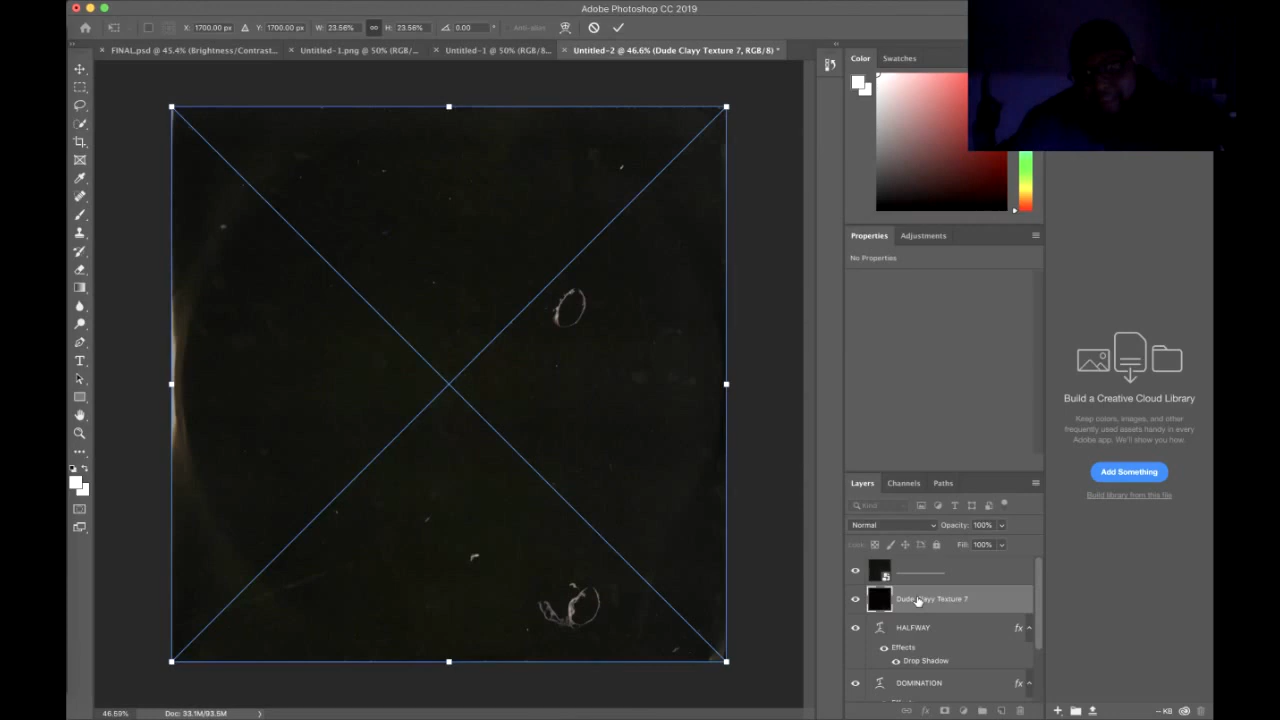 Adobe Photoshop CC 2019
X: 1700.00 px Y: 1700.00 px W: 23.56% H: 23.56% 0.00 Anti-alias
FINAL.psd @ 45.4% (Brightness/Contrast... Untitled-1.png @ 50% (RGB/... Untitled-1 @ 50% (RGB/8... Untitled-2 @ 46.6% (Dude Clayy Texture 7, RGB/8) *
Color Swatches
Properties Adjustments
No Properties
Build a Creative Cloud Library
Keep colors, images, and other
frequently used assets handy in every
Adobe app. We'll show you how.
Add Something
Build library from this file
Layers Channels Paths
Kind
Normal Opacity: 100%
Lock: Fill: 100%
Dude Clayy Texture 7
HALFWAY fx
Effects
Drop Shadow
DOMINATION fx
46.59% Doc: 33.1M/93.5M
-- KB